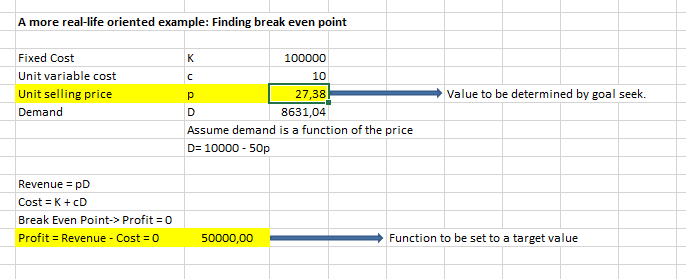 A more real-life oriented example: Finding break even point
Fixed Cost K 100000
Unit variable cost c 10
Unit selling price p 27,38 Value to be determined by goal seek.
Demand D 8631,04
Assume demand is a function of the price
D= 10000 - 50p
Revenue = pD
Cost = K + cD
Break Even Point-> Profit = 0
Profit = Revenue - Cost = 0 50000,00 Function to be set to a target value